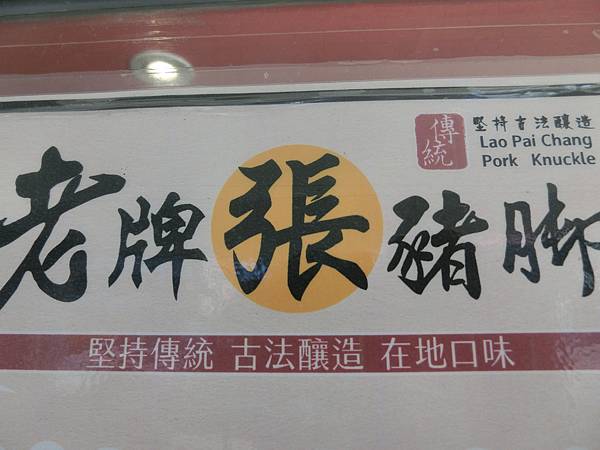 傳統
堅持古法釀造
Lao Pai Chang
Pork Knuckle
老牌張豬腳
堅持傳統 古法釀造 在地口味